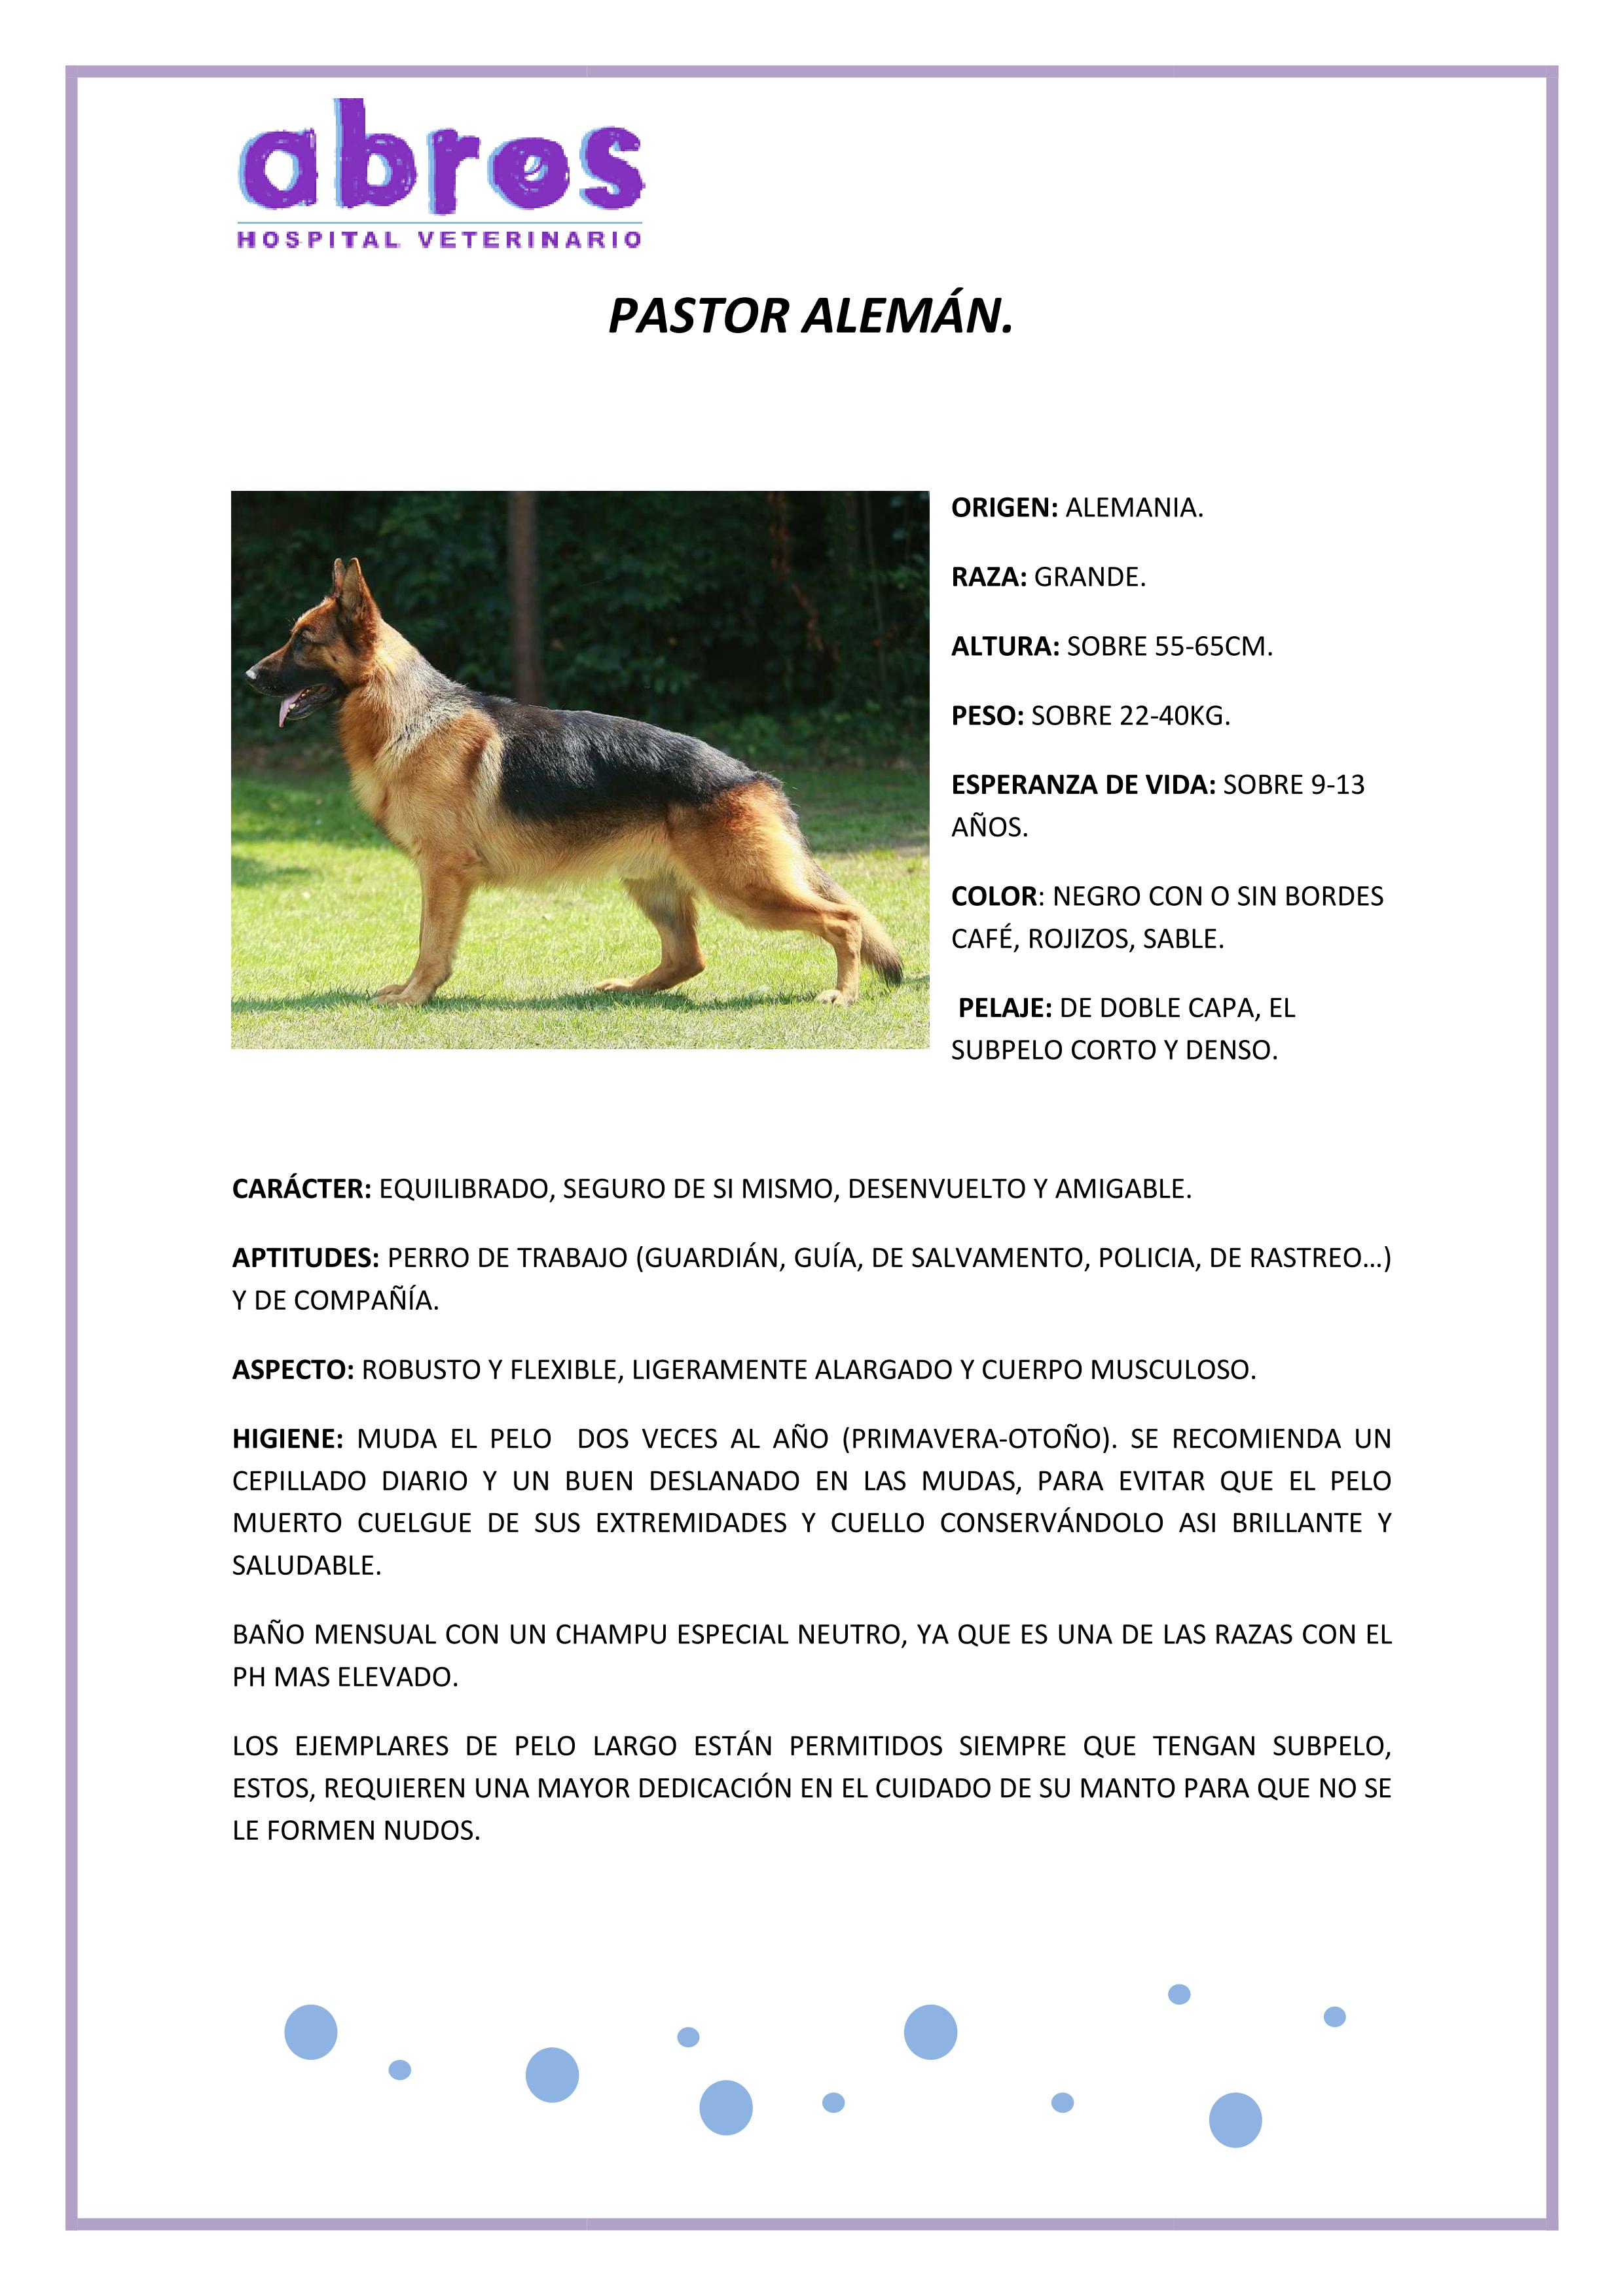 abros
HOSPITAL VETERINARIO
PASTOR ALEMÁN.
ORIGEN: ALEMANIA.
RAZA: GRANDE.
ALTURA: SOBRE 55-65CM.
PESO: SOBRE 22-40KG.
ESPERANZA DE VIDA: SOBRE 9-13
AÑOS.
COLOR: NEGRO CON O SIN BORDES
CAFÉ, ROJIZOS, SABLE.
PELAJE: DE DOBLE CAPA, EL
SUBPELO CORTO Y DENSO.
CARÁCTER: EQUILIBRADO, SEGURO DE SI MISMO, DESENVUELTO Y AMIGABLE.
APTITUDES: PERRO DE TRABAJO (GUARDIÁN, GUÍA, DE SALVAMENTO, POLICIA, DE RASTREO…)
Y DE COMPAÑÍA.
ASPECTO: ROBUSTO Y FLEXIBLE, LIGERAMENTE ALARGADO Y CUERPO MUSCULOSO.
HIGIENE: MUDA EL PELO  DOS VECES AL AÑO (PRIMAVERA-OTOÑO). SE RECOMIENDA UN
CEPILLADO DIARIO Y UN BUEN DESLANADO EN LAS MUDAS, PARA EVITAR QUE EL PELO
MUERTO CUELGUE DE SUS EXTREMIDADES Y CUELLO CONSERVÁNDOLO ASI BRILLANTE Y
SALUDABLE.
BAÑO MENSUAL CON UN CHAMPU ESPECIAL NEUTRO, YA QUE ES UNA DE LAS RAZAS CON EL
PH MAS ELEVADO.
LOS EJEMPLARES DE PELO LARGO ESTÁN PERMITIDOS SIEMPRE QUE TENGAN SUBPELO,
ESTOS, REQUIEREN UNA MAYOR DEDICACIÓN EN EL CUIDADO DE SU MANTO PARA QUE NO SE
LE FORMEN NUDOS.